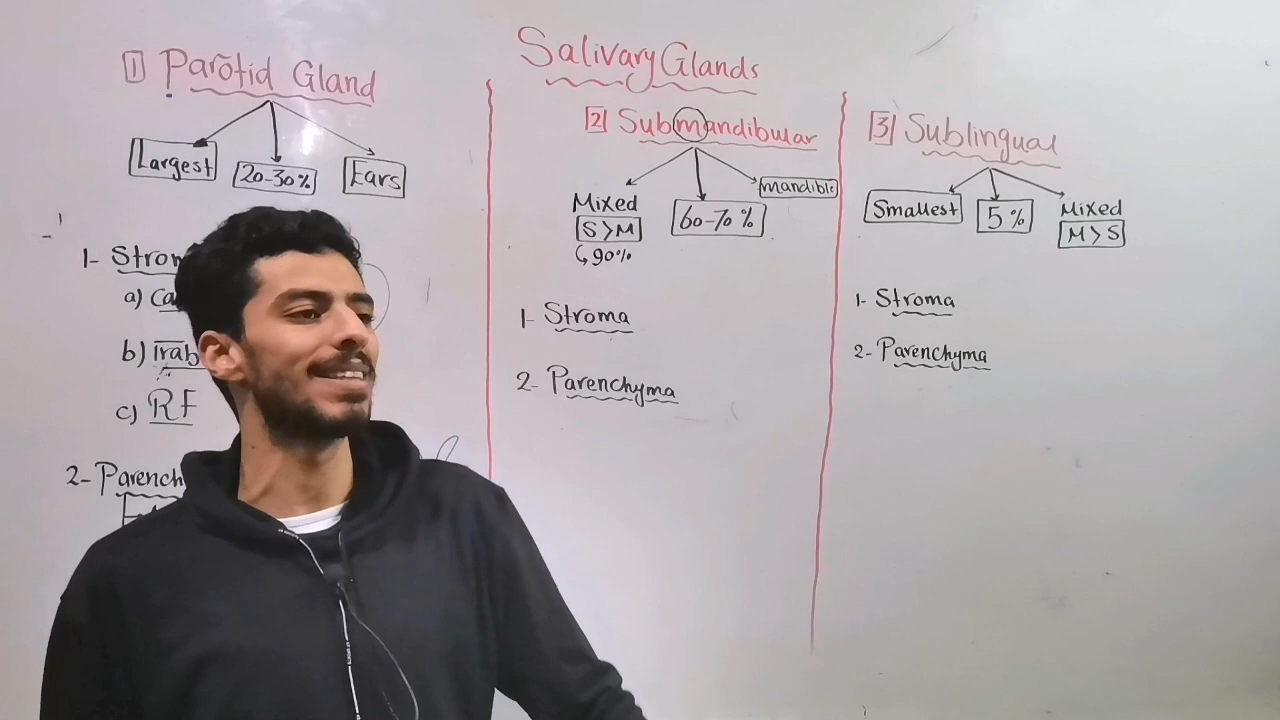 Salivary Glands
1 Parotid Gland
Largest
20-30%
Ears
1- Strom
a) Ca
b) Trab
c) RF
2- Parench
2 Submandibular
Mixed
S>M
90%
60-70%
mandible
1- Stroma
2- Parenchyma
3 Sublingual
Smallest
5%
Mixed
M>S
1- Stroma
2- Parenchyma